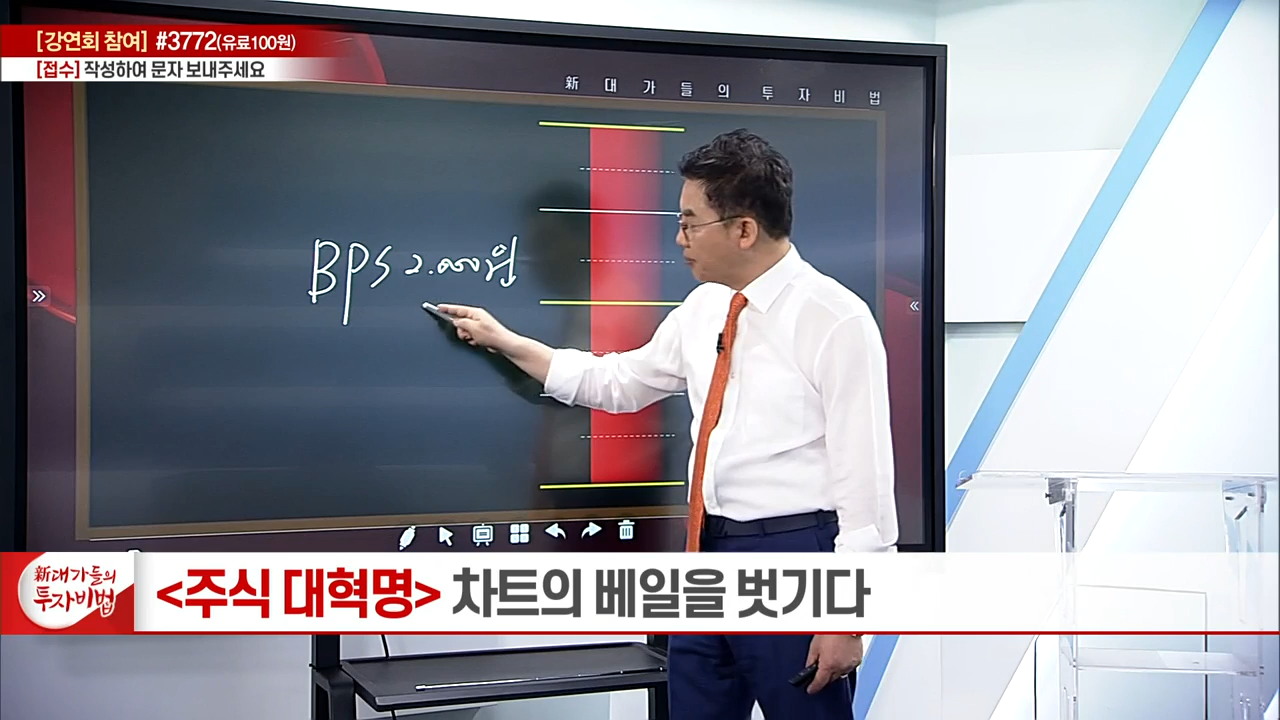 [강연회 참여] #3772(유료100원)
[접수] 작성하여 문자 보내주세요
新 대가들의 투자비법
BPS 2.000원
新대가들의
투자비법
<주식 대혁명> 차트의 베일을 벗기다